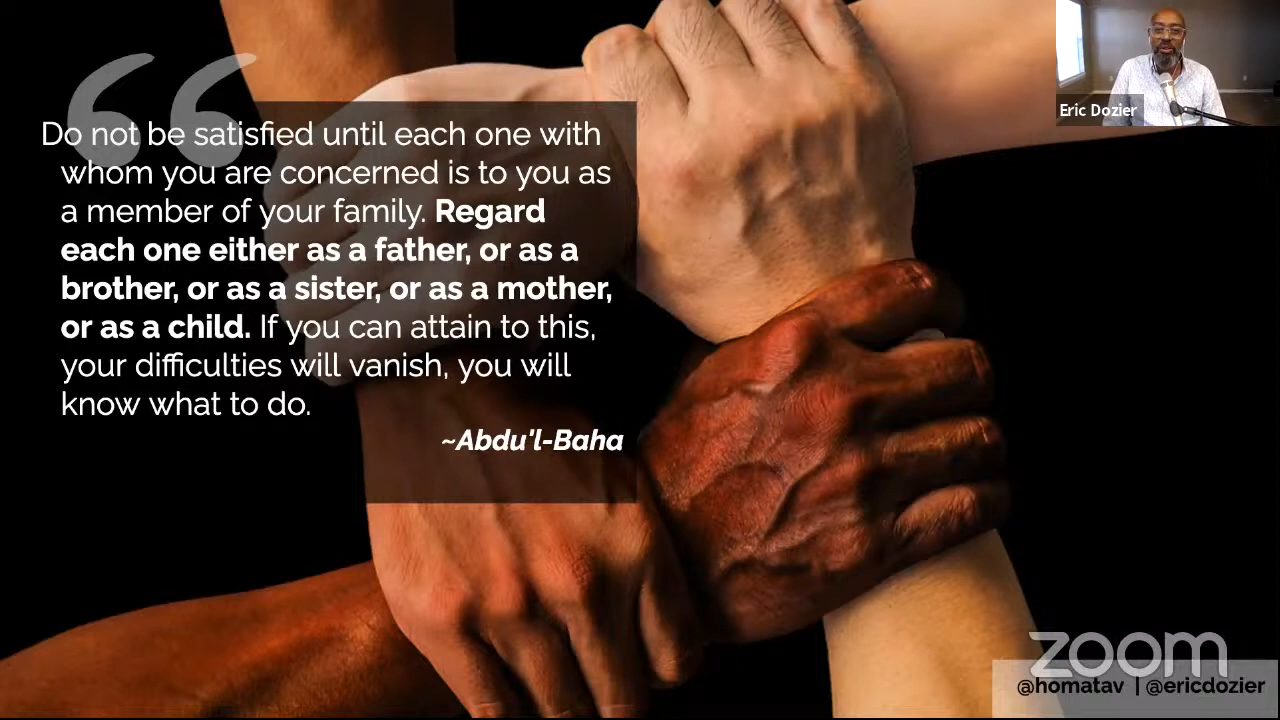 Do not be satisfied until each one with
whom you are concerned is to you as
a member of your family. Regard
each one either as a father, or as a
brother, or as a sister, or as a mother,
or as a child. If you can attain to this,
your difficulties will vanish, you will
know what to do.
~Abdu'l-Baha
Eric Dozier
zoom
@homatav | @ericdozier